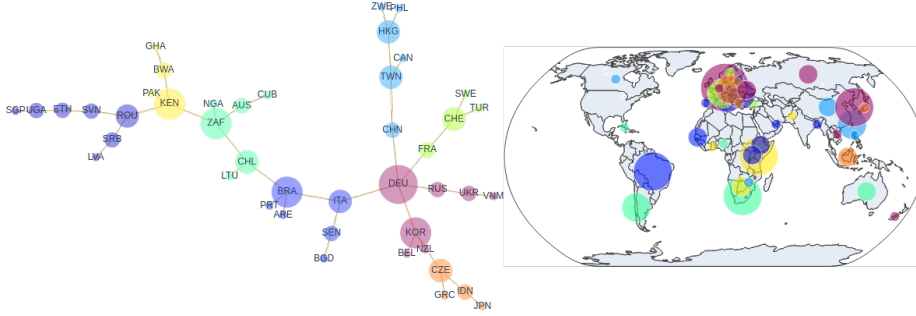 ZWE PHL
HKG
CAN
TWN
CHN
GHA
BWA
PAK
KEN
NGA
ZAF
AUS
CUB
SGP UGA ETH SVN ROU
SRB
LVA
CHL
LTU
BRA
PRT
ARE
ITA
SEN
BGD
DEU
SWE
TUR
CHE
FRA
RUS
UKR
VNM
KOR
NZL
BEL
CZE
GRC
IDN
JPN